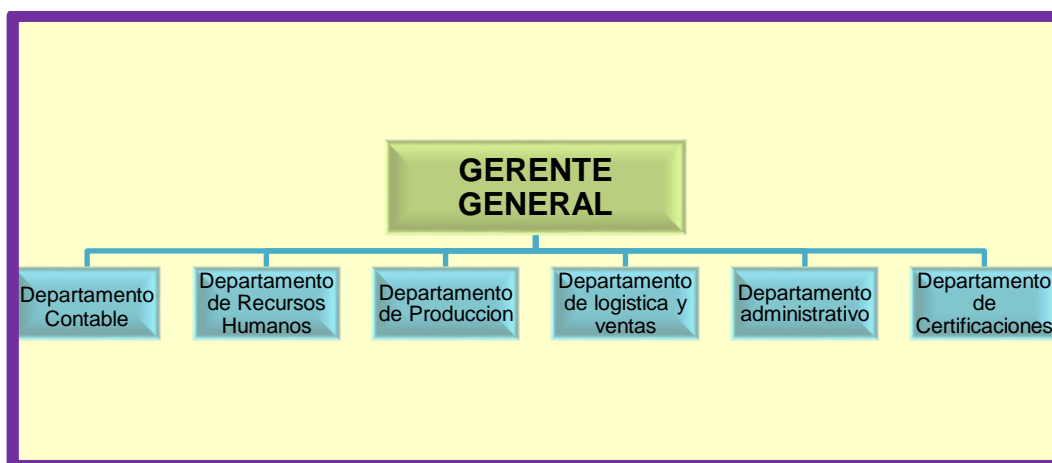 GERENTE
GENERAL
Departamento
Contable
Departamento
de Recursos
Humanos
Departamento
de Produccion
Departamento
de logistica y
ventas
Departamento
administrativo
Departamento
de
Certificaciones